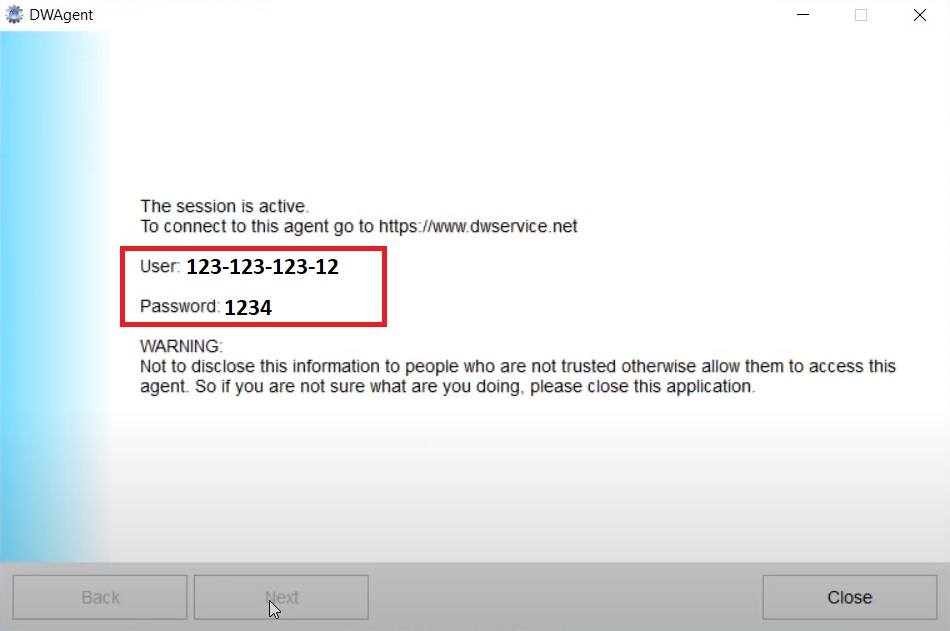 DWAgent
The session is active.
To connect to this agent go to https://www.dwservice.net
User: 123-123-123-12
Password: 1234
WARNING:
Not to disclose this information to people who are not trusted otherwise allow them to access this
agent. So if you are not sure what are you doing, please close this application.
Back
Next
Close